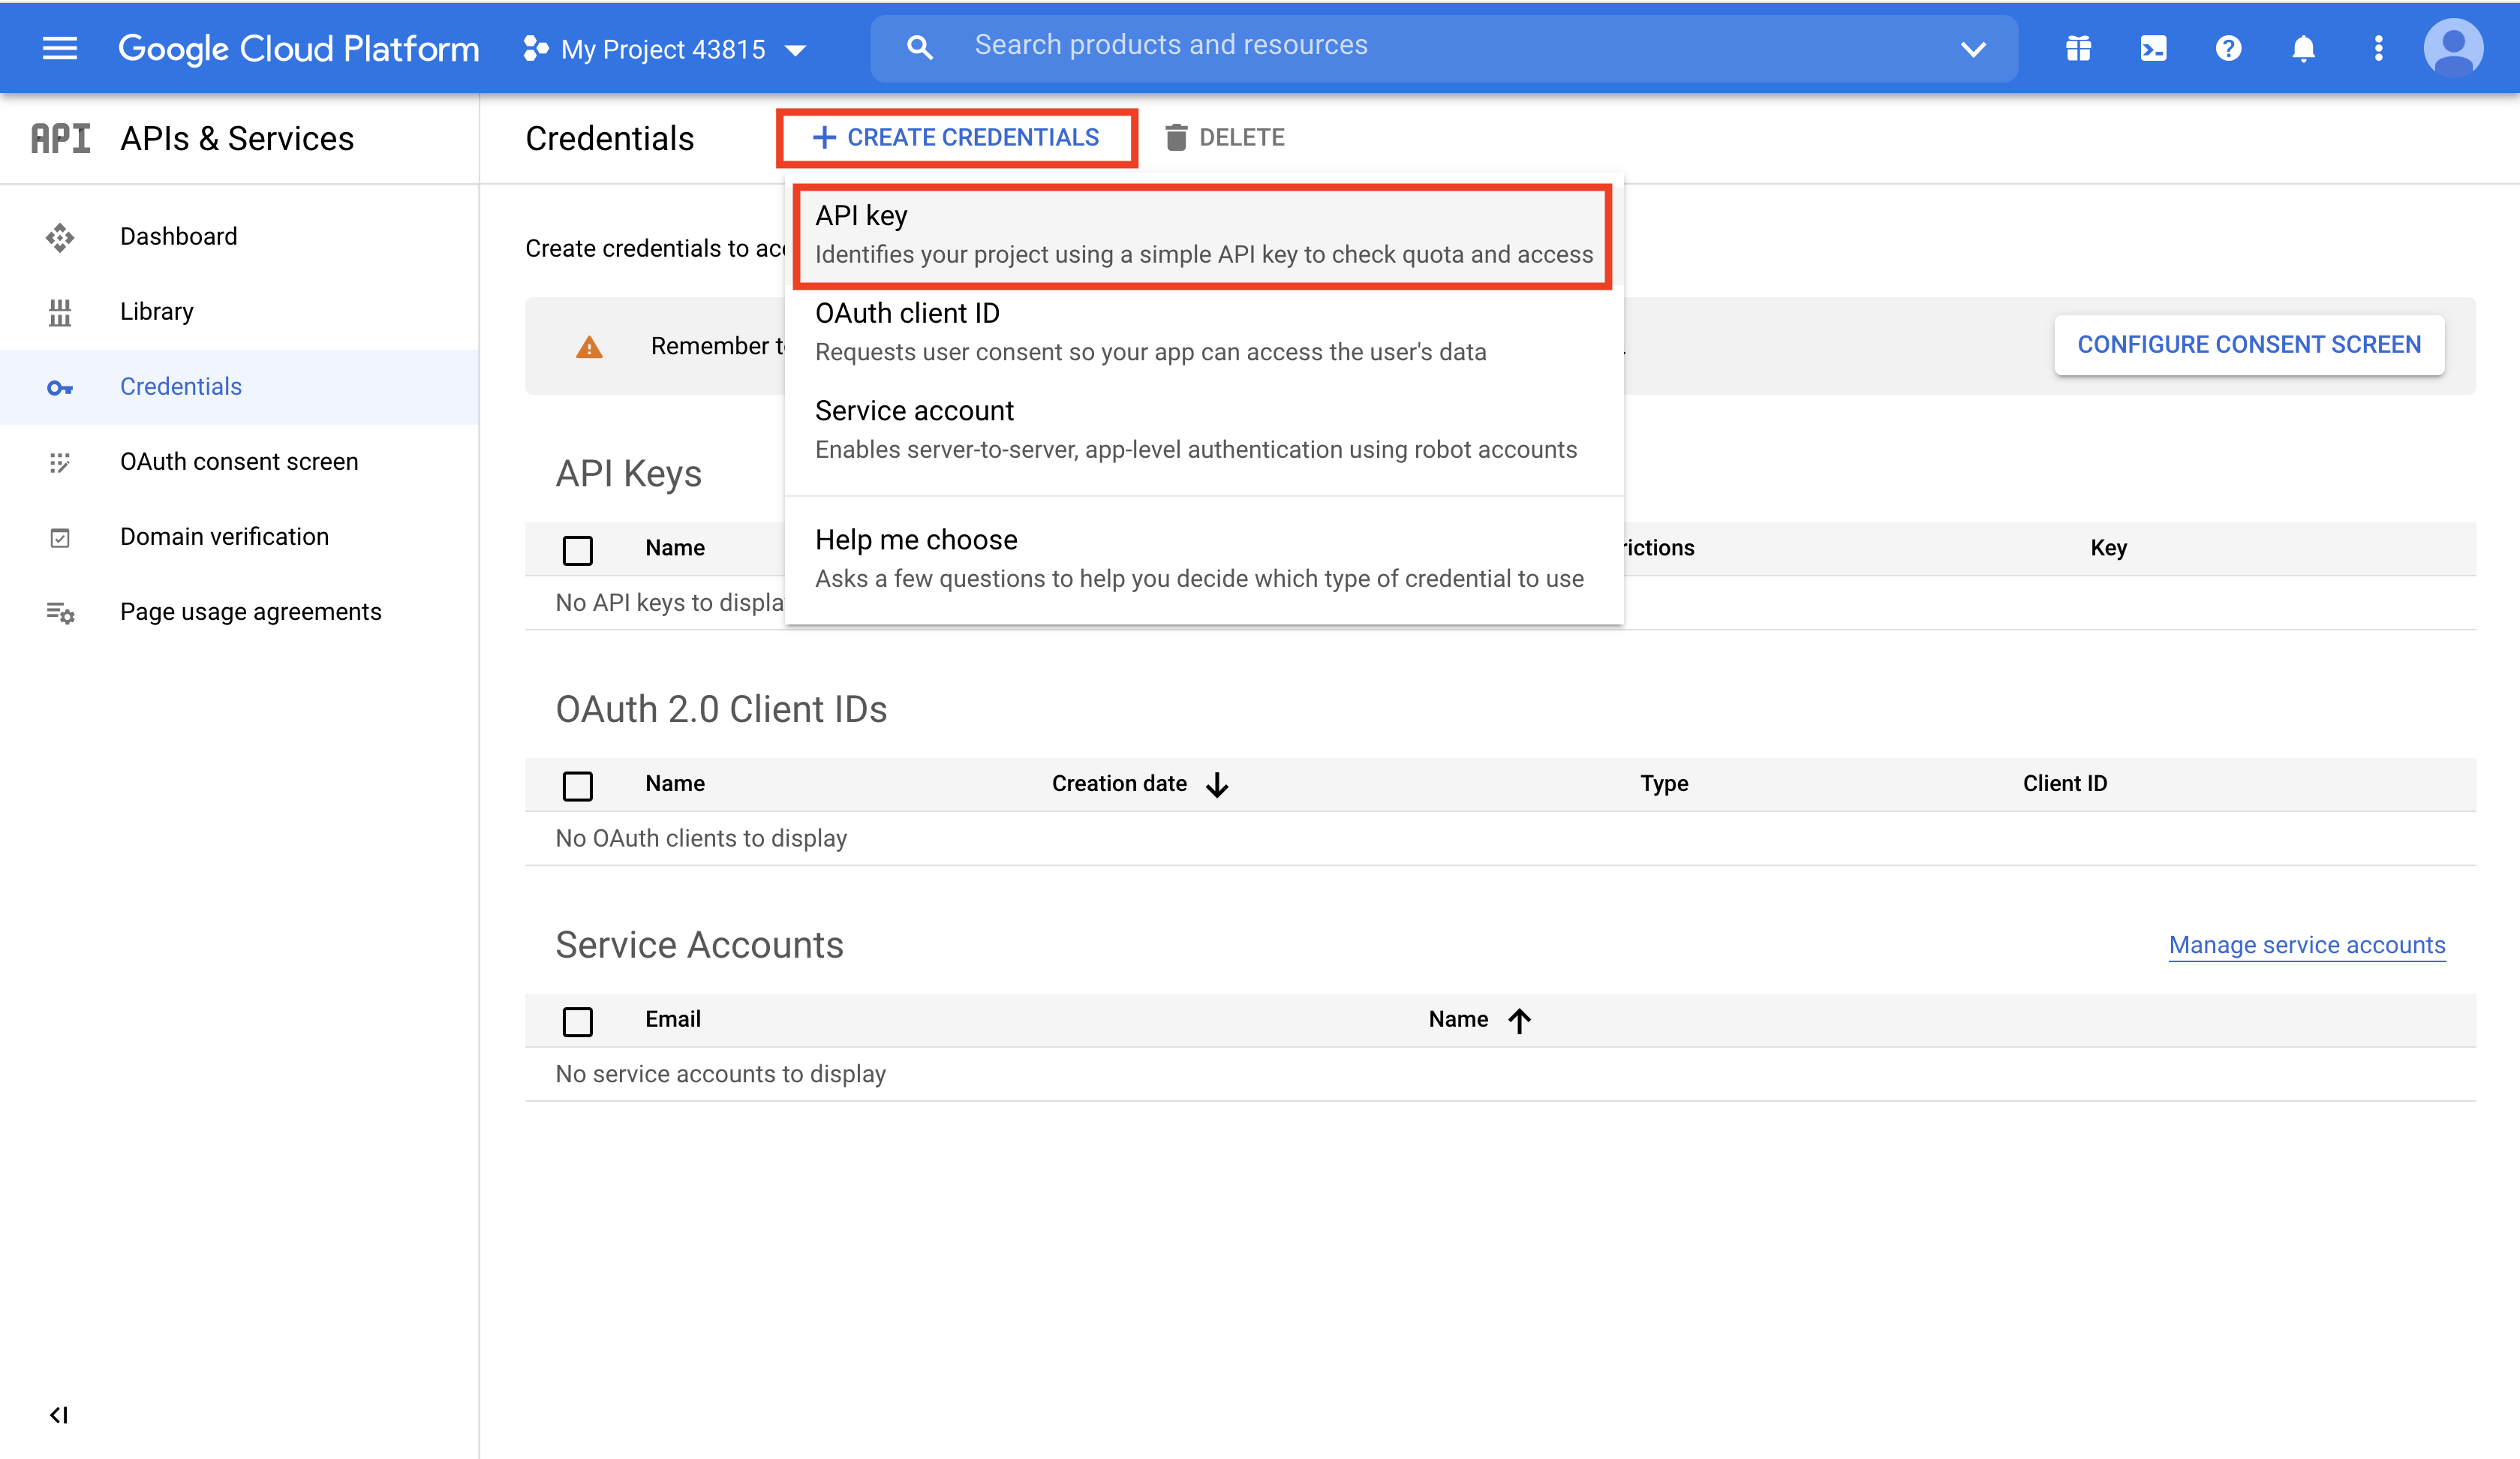 Google Cloud Platform
My Project 43815
Search products and resources
API
APIs & Services
Credentials
CREATE CREDENTIALS
DELETE
Dashboard
Library
Credentials
OAuth consent screen
Domain verification
Page usage agreements
Create credentials to
API key
Identifies your project using a simple API key to check quota and access
OAuth client ID
Requests user consent so your app can access the user's data
Service account
Enables server-to-server, app-level authentication using robot accounts
Help me choose
Asks a few questions to help you decide which type of credential to use
Remember
CONFIGURE CONSENT SCREEN
API Keys
Name
Key
No API keys to
OAuth 2.0 Client IDs
Name Creation date Type Client ID
No OAuth clients to display
Service Accounts
Manage service accounts
Email Name
No service accounts to display